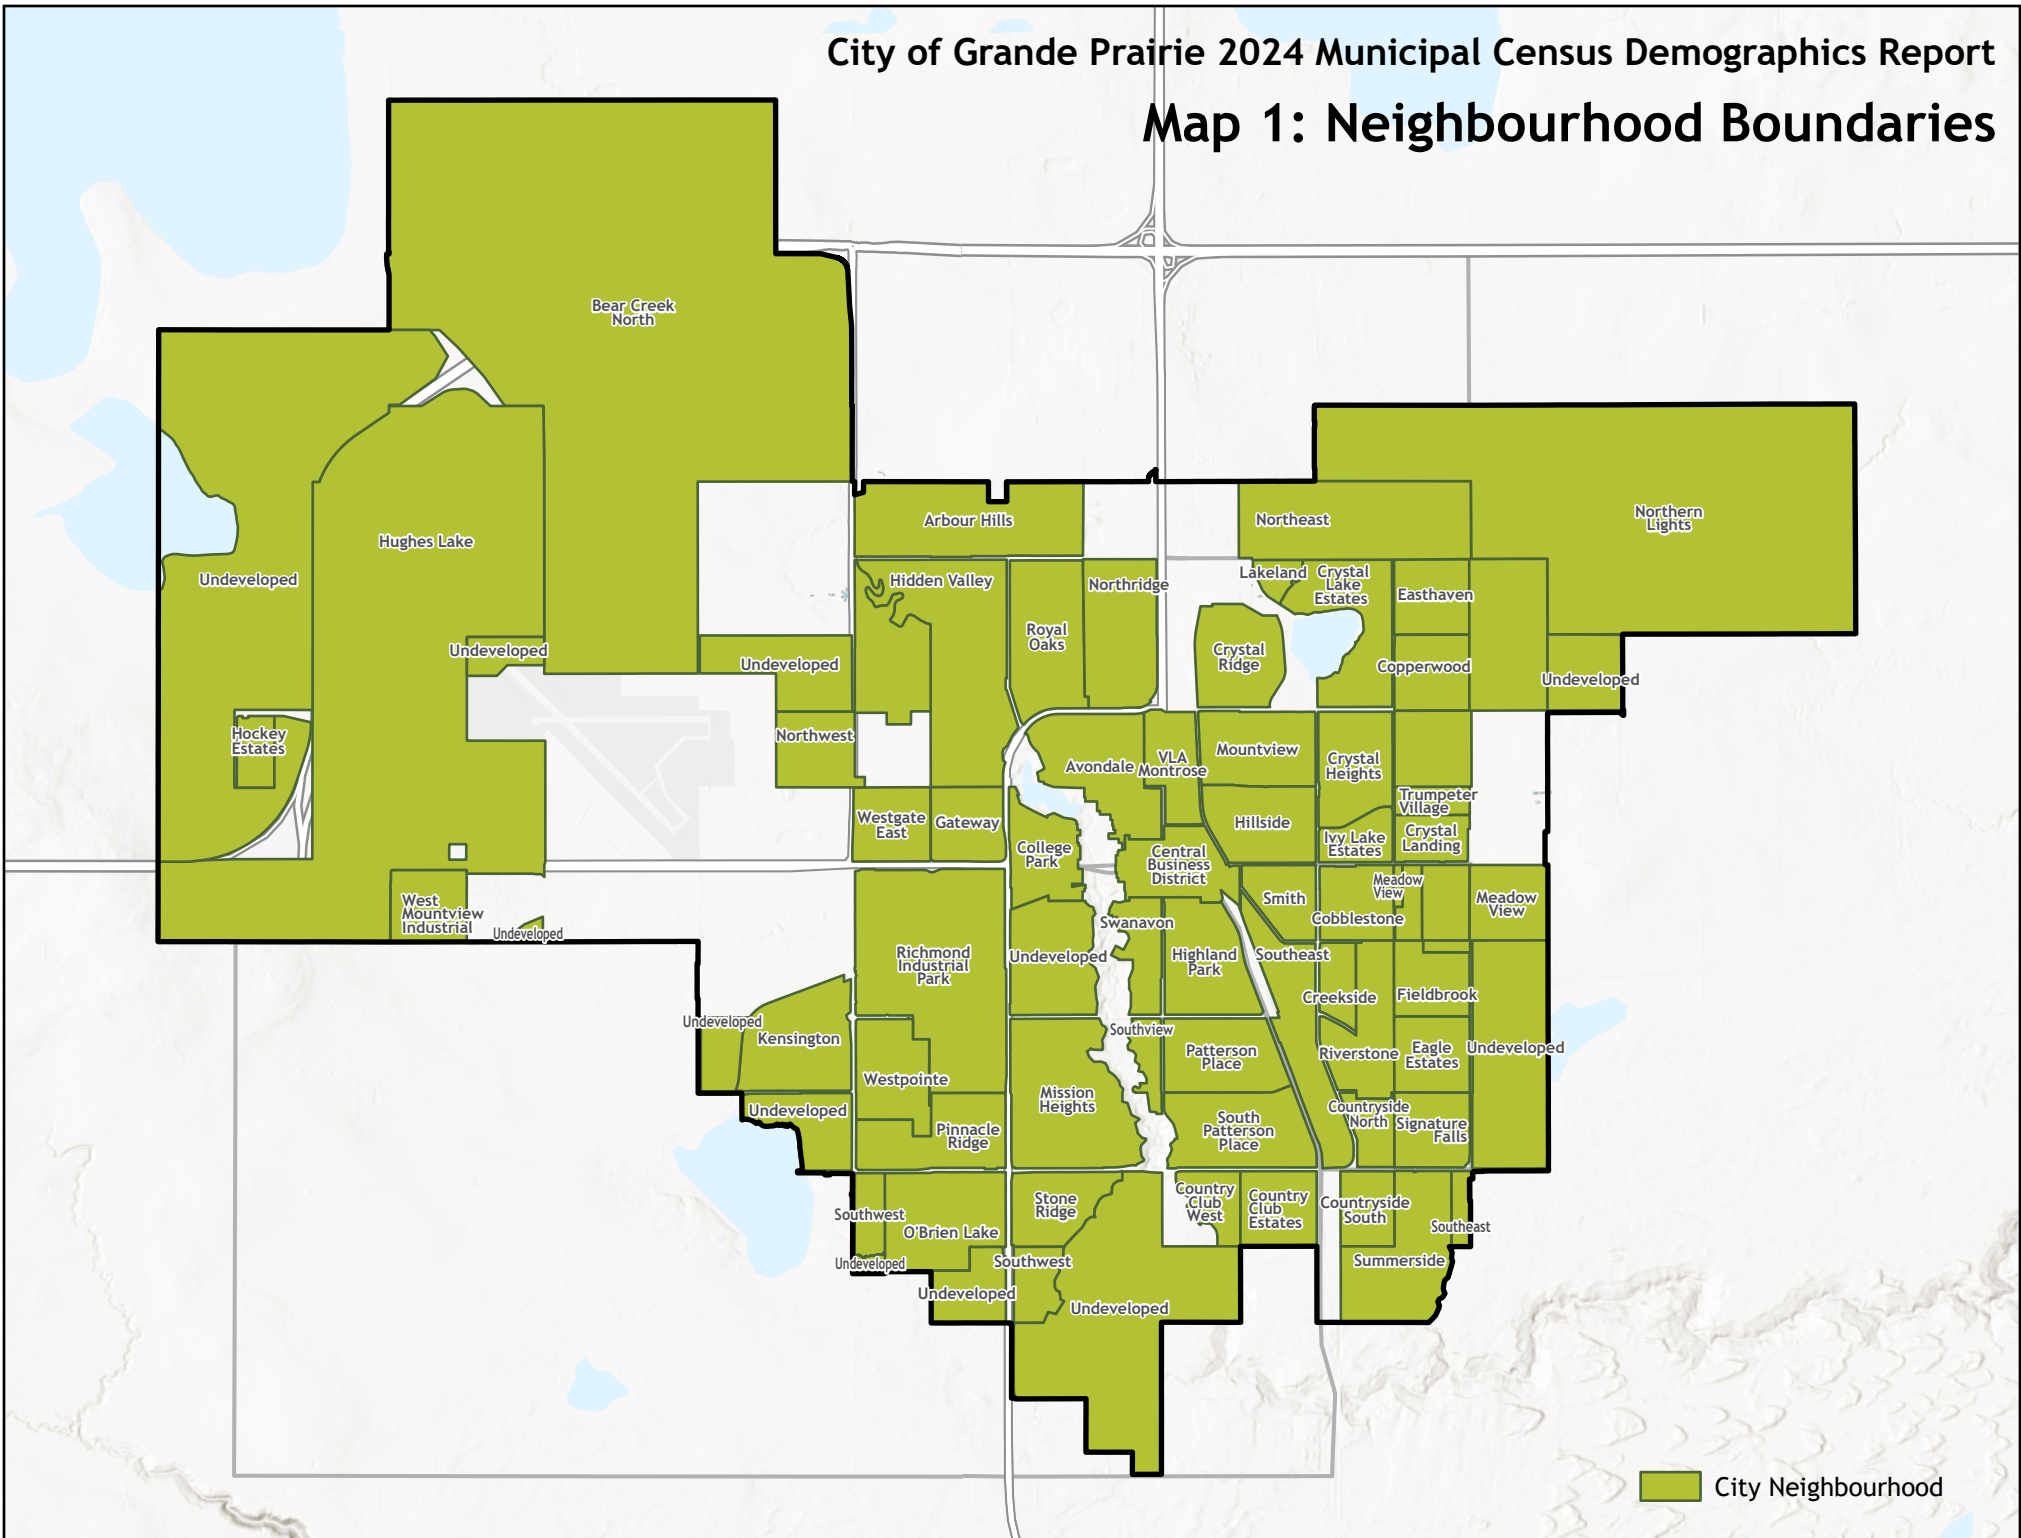 City of Grande Prairie 2024 Municipal Census Demographics Report
Map 1: Neighbourhood Boundaries
Bear Creek
North
Hughes Lake
Undeveloped
Undeveloped
Hockey
Estates
West
Mountview
Industrial
Undeveloped
Undeveloped
Northwest
Arbour Hills
Hidden Valley
Royal
Oaks
Northridge
Northeast
Northern
Lights
Lakeland
Crystal
Lake
Estates
Easthaven
Crystal
Ridge
Copperwood
Undeveloped
Avondale
VLA
Montrose
Mountview
Crystal
Heights
Trumpeter
Village
Westgate
East
Gateway
College
Park
Hillside
Ivy Lake
Estates
Crystal
Landing
Central
Business
District
Meadow
View
Smith
Cobblestone
Meadow
View
Swanavon
Richmond
Industrial
Park
Undeveloped
Highland
Park
Southeast
Creekside
Fieldbrook
Undeveloped
Kensington
Southview
Patterson
Place
Riverstone
Eagle
Estates
Undeveloped
Westpointe
Mission
Heights
Undeveloped
Pinnacle
Ridge
South
Patterson
Place
Countryside
North
Signature
Falls
Southwest
O'Brien Lake
Stone
Ridge
Country
Club
West
Country
Club
Estates
Countryside
South
Southeast
Undeveloped
Southwest
Summerside
Undeveloped
Undeveloped
City Neighbourhood